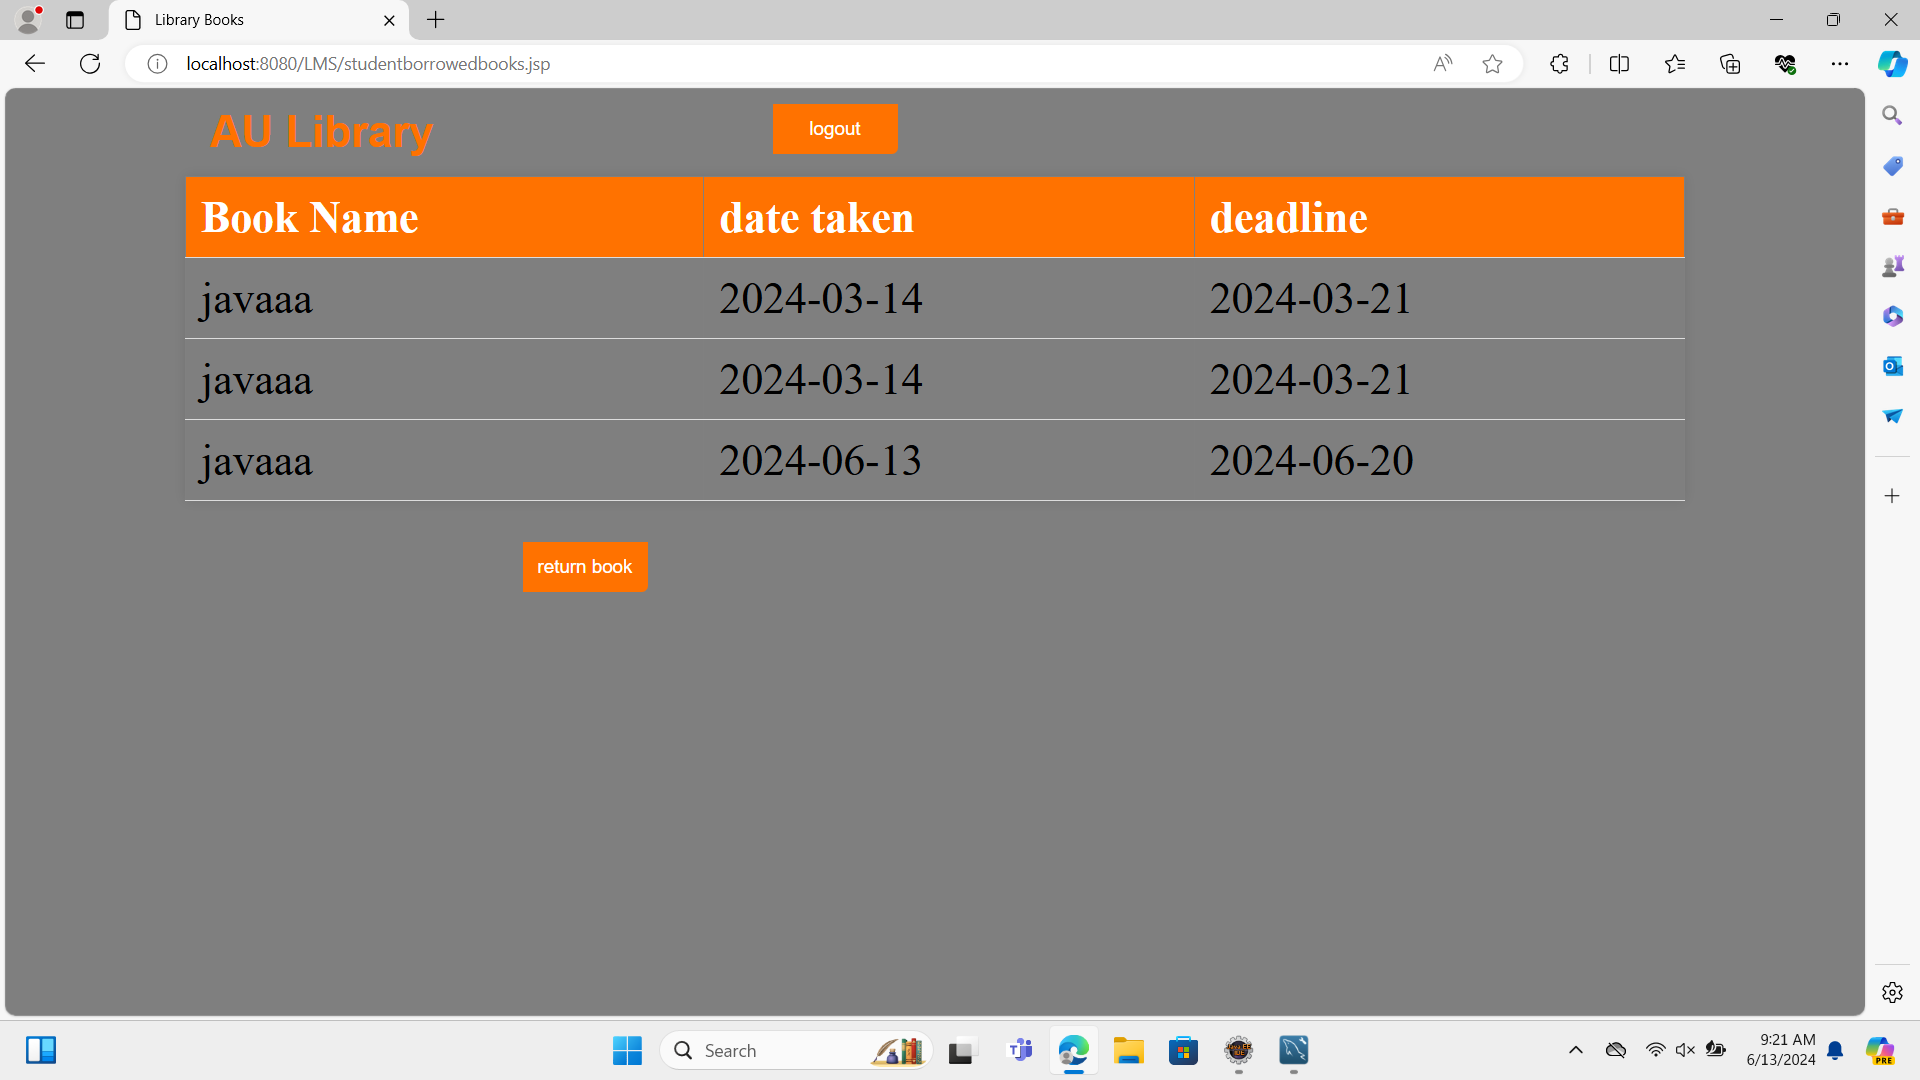 Library Books
localhost:8080/LMS/studentborrowedbooks.jsp
AU Library
logout
Book Name date taken deadline
javaaa 2024-03-14 2024-03-21
javaaa 2024-03-14 2024-03-21
javaaa 2024-06-13 2024-06-20
return book
Search
9:21 AM
6/13/2024
PRE